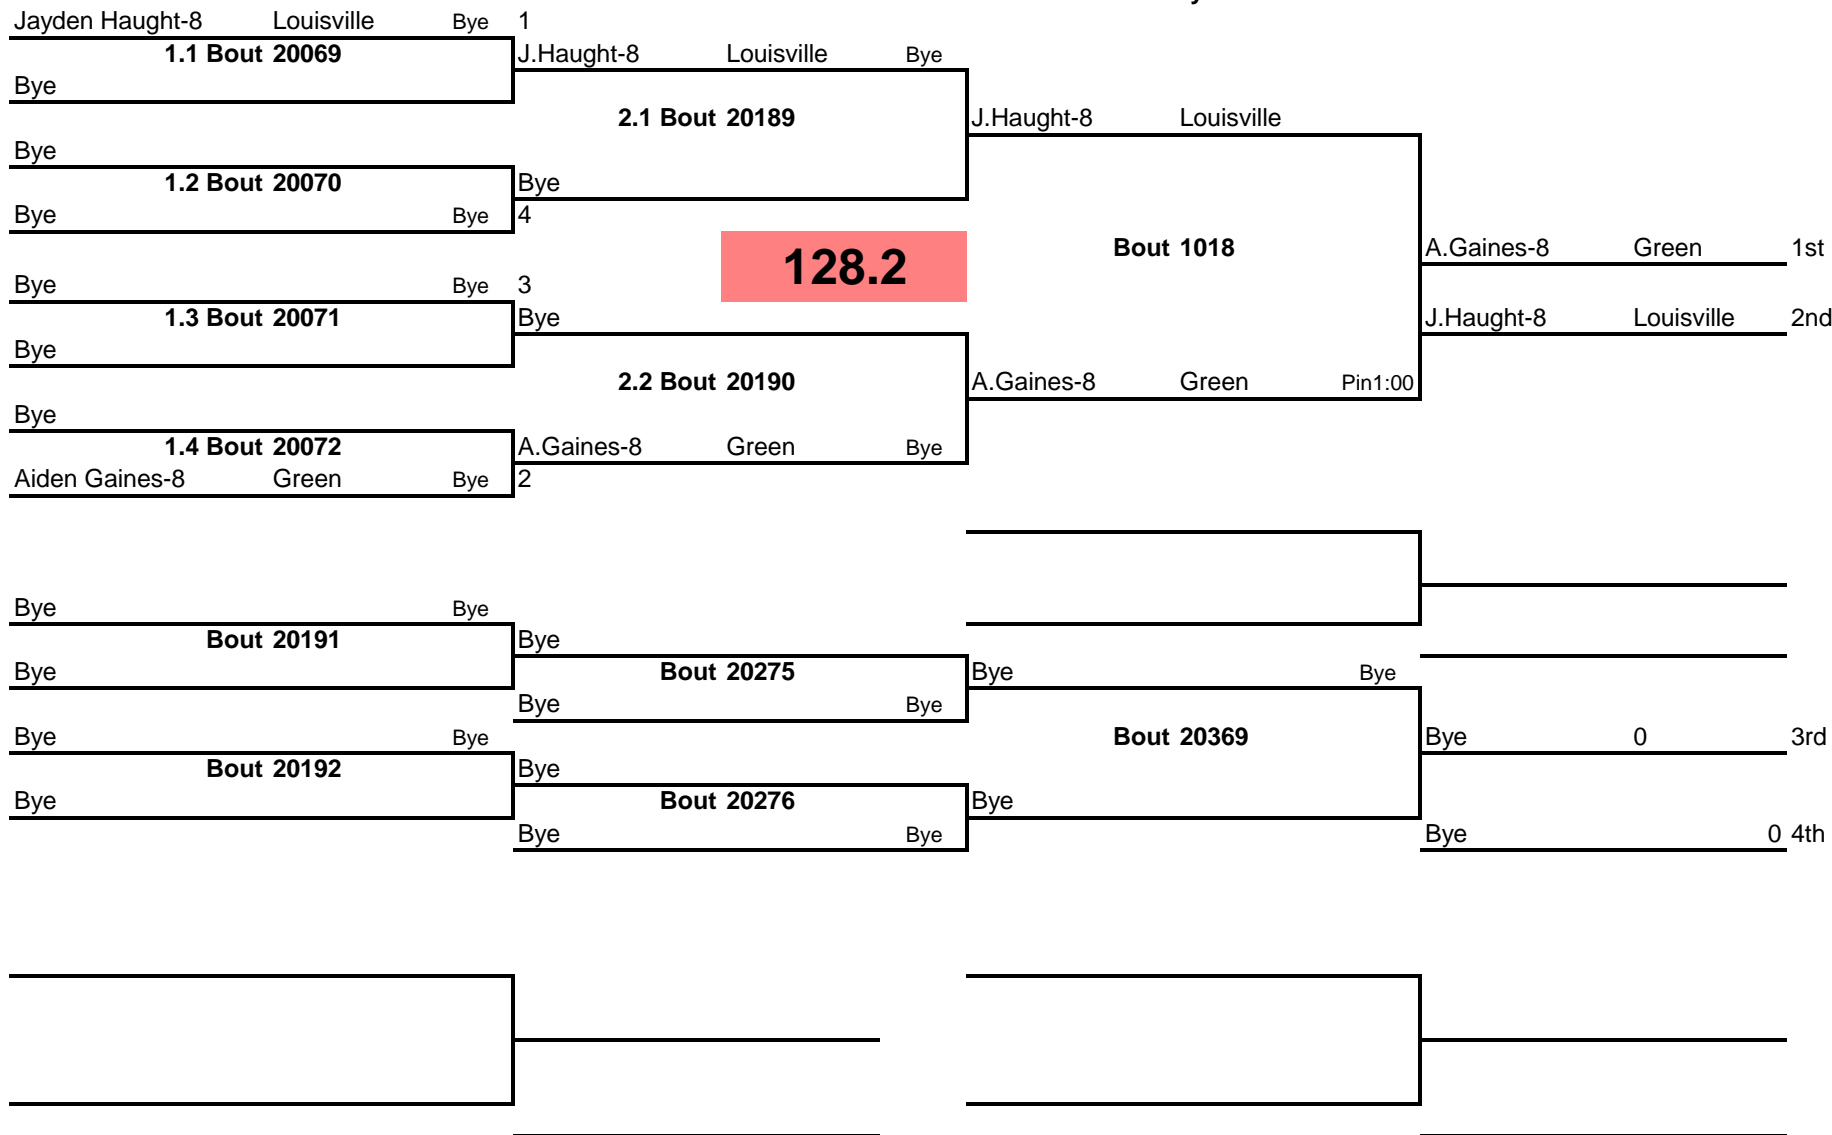 Jayden Haught-8 Louisville Bye 1
1.1 Bout 20069 J.Haught-8 Louisville Bye
Bye
2.1 Bout 20189 J.Haught-8 Louisville
Bye
1.2 Bout 20070 Bye
Bye Bye 4
128.2 Bout 1018 A.Gaines-8 Green 1st
Bye Bye 3
1.3 Bout 20071 Bye J.Haught-8 Louisville 2nd
Bye
2.2 Bout 20190 A.Gaines-8 Green Pin1:00
Bye
1.4 Bout 20072 A.Gaines-8 Green Bye
Aiden Gaines-8 Green Bye 2
Bye Bye
Bout 20191 Bye
Bye Bout 20275 Bye Bye
Bye Bye
Bye Bye Bout 20369 Bye 0 3rd
Bout 20192 Bye
Bye Bout 20276 Bye
Bye Bye Bye 0 4th